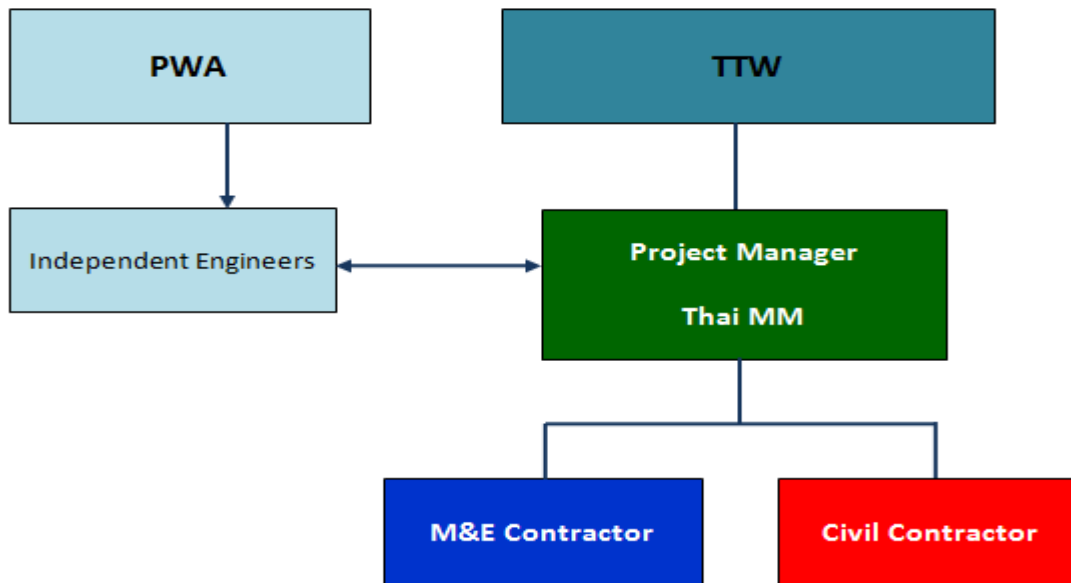 PWA
TTW
Independent Engineers
Project Manager
Thai MM
M&E Contractor
Civil Contractor